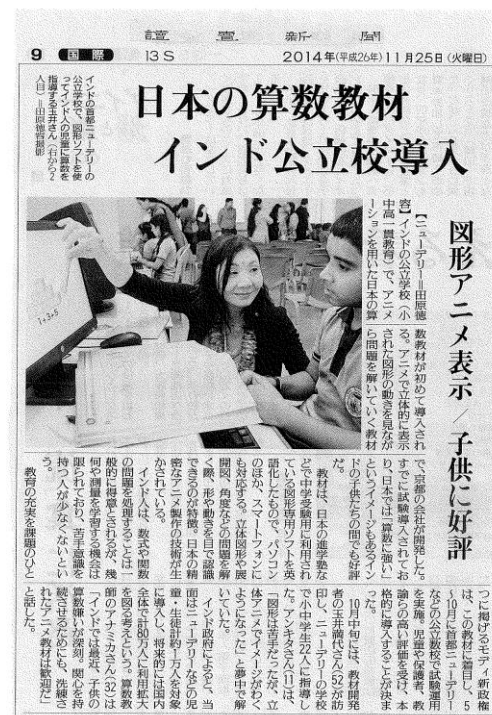 讀賣新聞
9 国際 13S 2014年(平成26年)11月25日(火曜日)
日本の算数教材
インド公立校導入
図形アニメ表示／子供に好評
インドの首都ニューデリーの
公立学校で、図形ソフトを使
ってインド人の児童に算数を
指導する玉井さん（右から2
人目）＝田原徳容撮影
【ニューデリー＝田原徳
容】インドの公立学校（小
中高一貫教育）で、アニメ
ーションを用いた日本の算
数教材が初めて導入され
る。アニメで立体的に表示
された図形の動きを見なが
ら問題を解いていく教材
で、京都の会社が開発した。
すでに試験導入されてお
り、日本では「算数に強い」
というイメージもあるイン
ドの子供たちの間でも好評
だ。
教材は、日本の進学塾な
どで中学受験用に利用され
ている図形専用ソフトを英
語化したもので、パソコン
のほか、スマートフォンに
も対応する。立体図形や展
開図、角度などの問題を解
く際、形や動きを目で認識
できるのが特徴。日本の精
密なアニメ製作の技術が生
かされている。
インド人は、数式や関数
の問題を処理することは一
般的に得意とされるが、幾
何や測量を学習する機会は
限られており、苦手意識を
持つ人が少なくないとい
う。
教育の充実を課題のひと
つに掲げるモディ新政権
は、この教材に着目し、5
～10月に首都ニューデリー
などの公立数校で試験運用
を実施。児童や保護者、教
諭らの高い評価を受け、本
格的に導入することが決ま
った。
10月中旬には、教材開発
者の玉井満代さん(52)が訪
印し、ニューデリーの学校
で小中学生22人に指導し
た。アンキタさん(11)は、
「図形は苦手だったが、立
体アニメでイメージがわく
ようになった」と夢中で解
いていた。
インド政府によると、当
面はニューデリーなどの児
童・生徒計約1万人を対象
に導入し、将来的には国内
全体で計80万人に利用拡大
を図る考えという。算数教
師のアナミカさん(32)は
「インドでは最近、子供の
算数嫌いが深刻。関心を持
続させるためにも、洗練さ
れたアニメ教材は歓迎だ」
と話した。
1+3+5